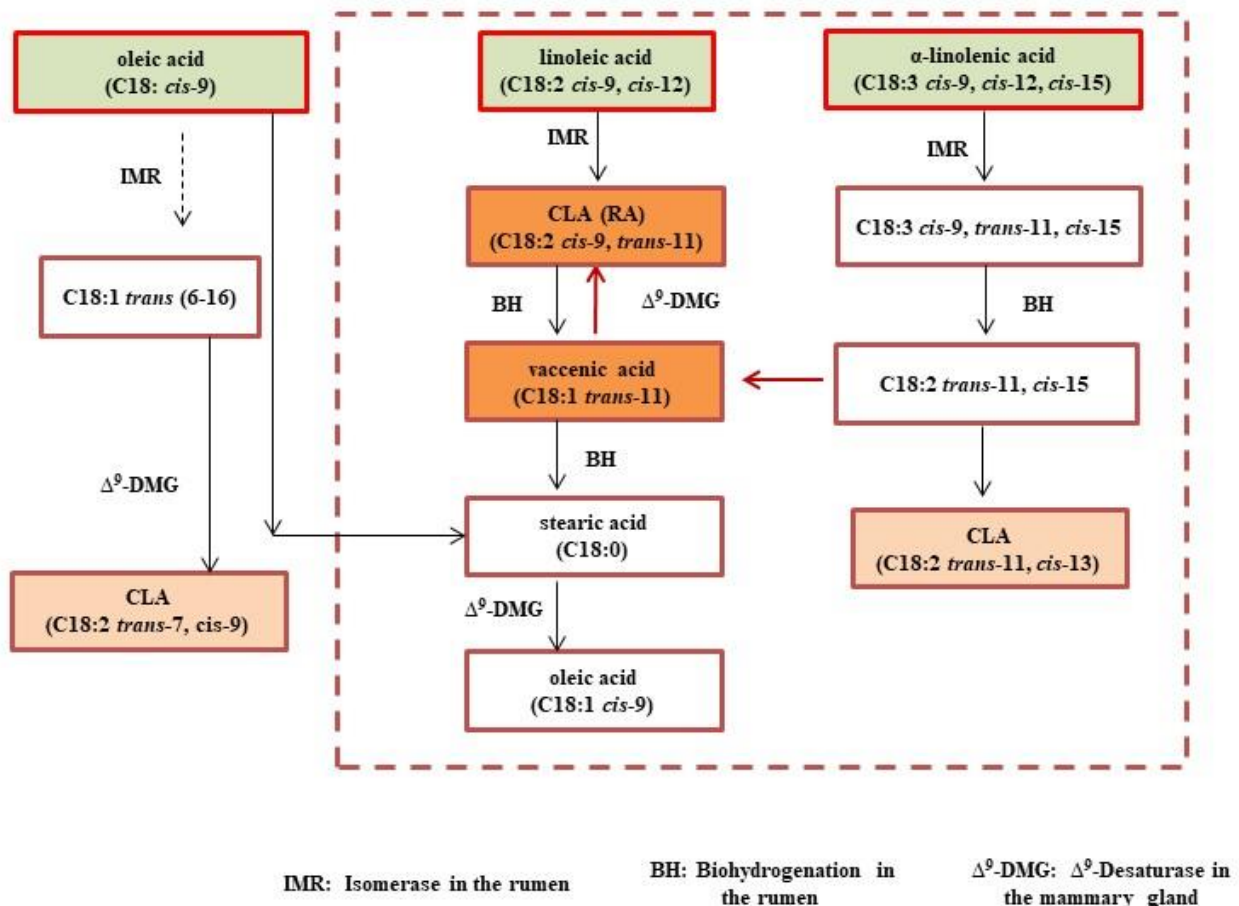 oleic acid
(C18: cis-9)
linoleic acid
(C18:2 cis-9, cis-12)
α-linolenic acid
(C18:3 cis-9, cis-12, cis-15)
IMR
IMR
IMR
CLA (RA)
(C18:2 cis-9, trans-11)
C18:3 cis-9, trans-11, cis-15
C18:1 trans (6-16)
BH
Δ⁹-DMG
BH
vaccenic acid
(C18:1 trans-11)
C18:2 trans-11, cis-15
Δ⁹-DMG
BH
stearic acid
(C18:0)
CLA
(C18:2 trans-11, cis-13)
CLA
(C18:2 trans-7, cis-9)
Δ⁹-DMG
oleic acid
(C18:1 cis-9)
IMR: Isomerase in the rumen
BH: Biohydrogenation in
the rumen
Δ⁹-DMG: Δ⁹-Desaturase in
the mammary gland